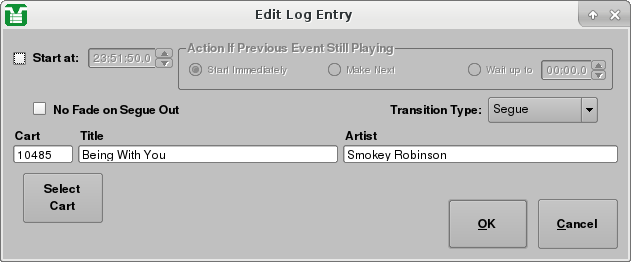 Edit Log Entry
Start at: 23:51:50.0
Action If Previous Event Still Playing
Start Immediately Make Next Wait up to 00:00.0
No Fade on Segue Out Transition Type: Segue
Cart Title Artist
10485 Being With You Smokey Robinson
Select
Cart
OK Cancel